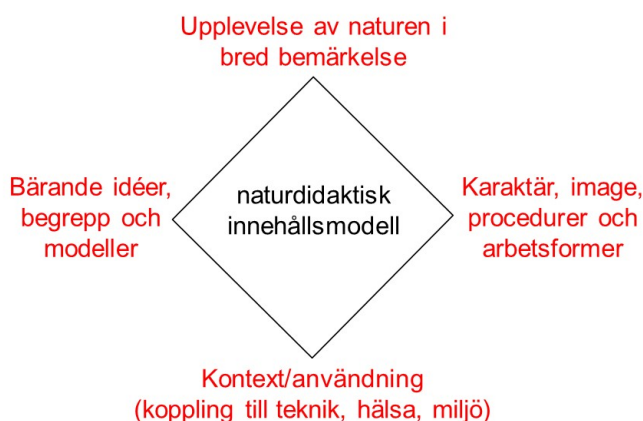 Upplevelse av naturen i
bred bemärkelse
Bärande idéer,
begrepp och
modeller
naturdidaktisk
innehållsmodell
Karaktär, image,
procedurer och
arbetsformer
Kontext/användning
(koppling till teknik, hälsa, miljö)